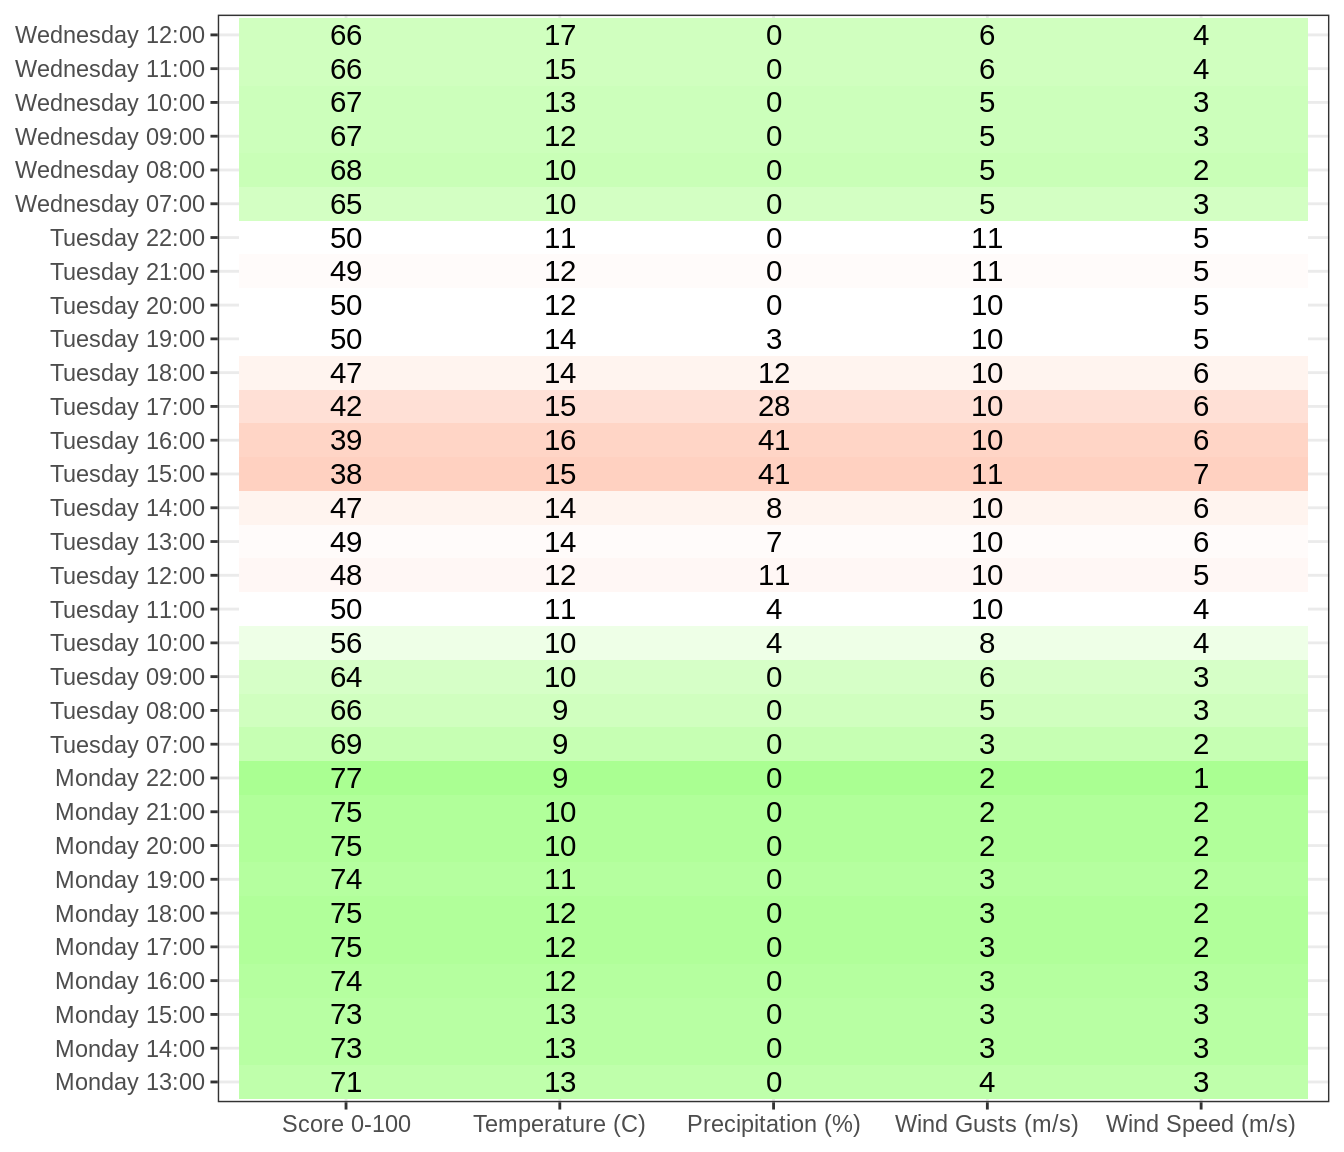 Wednesday 12:00 66 17 0 6 4
Wednesday 11:00 66 15 0 6 4
Wednesday 10:00 67 13 0 5 3
Wednesday 09:00 67 12 0 5 3
Wednesday 08:00 68 10 0 5 2
Wednesday 07:00 65 10 0 5 3
Tuesday 22:00 50 11 0 11 5
Tuesday 21:00 49 12 0 11 5
Tuesday 20:00 50 12 0 10 5
Tuesday 19:00 50 14 3 10 5
Tuesday 18:00 47 14 12 10 6
Tuesday 17:00 42 15 28 10 6
Tuesday 16:00 39 16 41 10 6
Tuesday 15:00 38 15 41 11 7
Tuesday 14:00 47 14 8 10 6
Tuesday 13:00 49 14 7 10 6
Tuesday 12:00 48 12 11 10 5
Tuesday 11:00 50 11 4 10 4
Tuesday 10:00 56 10 4 8 4
Tuesday 09:00 64 10 0 6 3
Tuesday 08:00 66 9 0 5 3
Tuesday 07:00 69 9 0 3 2
Monday 22:00 77 9 0 2 1
Monday 21:00 75 10 0 2 2
Monday 20:00 75 10 0 2 2
Monday 19:00 74 11 0 3 2
Monday 18:00 75 12 0 3 2
Monday 17:00 75 12 0 3 2
Monday 16:00 74 12 0 3 3
Monday 15:00 73 13 0 3 3
Monday 14:00 73 13 0 3 3
Monday 13:00 71 13 0 4 3
Score 0-100 Temperature (C) Precipitation (%) Wind Gusts (m/s) Wind Speed (m/s)